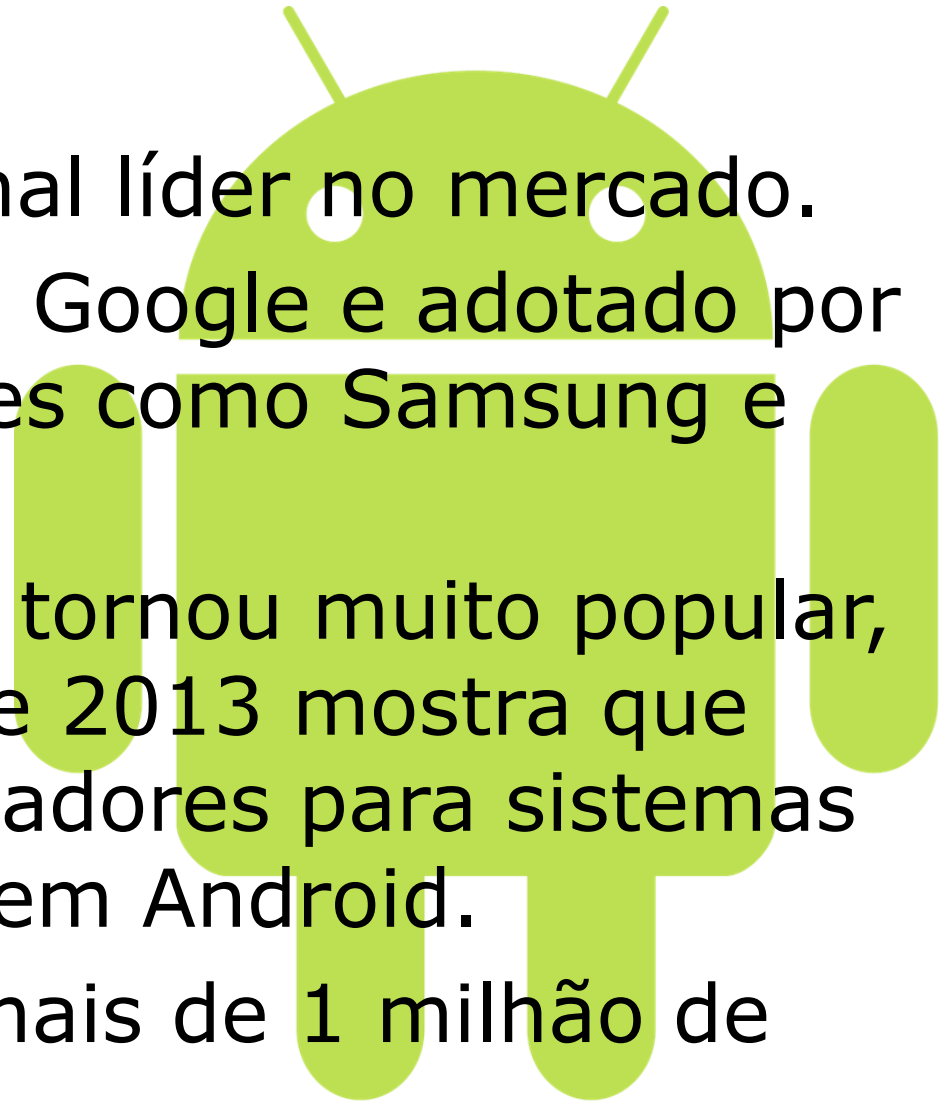 nal líder no mercado.
Google e adotado por
es como Samsung e
tornou muito popular,
e 2013 mostra que
adores para sistemas
em Android.
mais de 1 milhão de